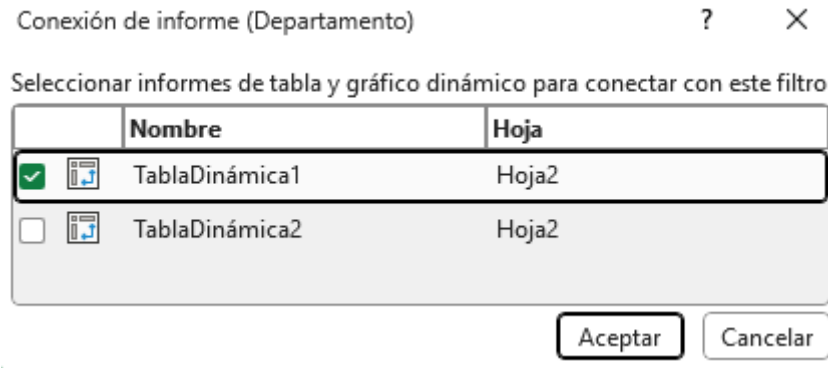 Conexión de informe (Departamento) ?
Seleccionar informes de tabla y gráfico dinámico para conectar con este filtro
Nombre Hoja
TablaDinámica1 Hoja2
TablaDinámica2 Hoja2
Aceptar Cancelar